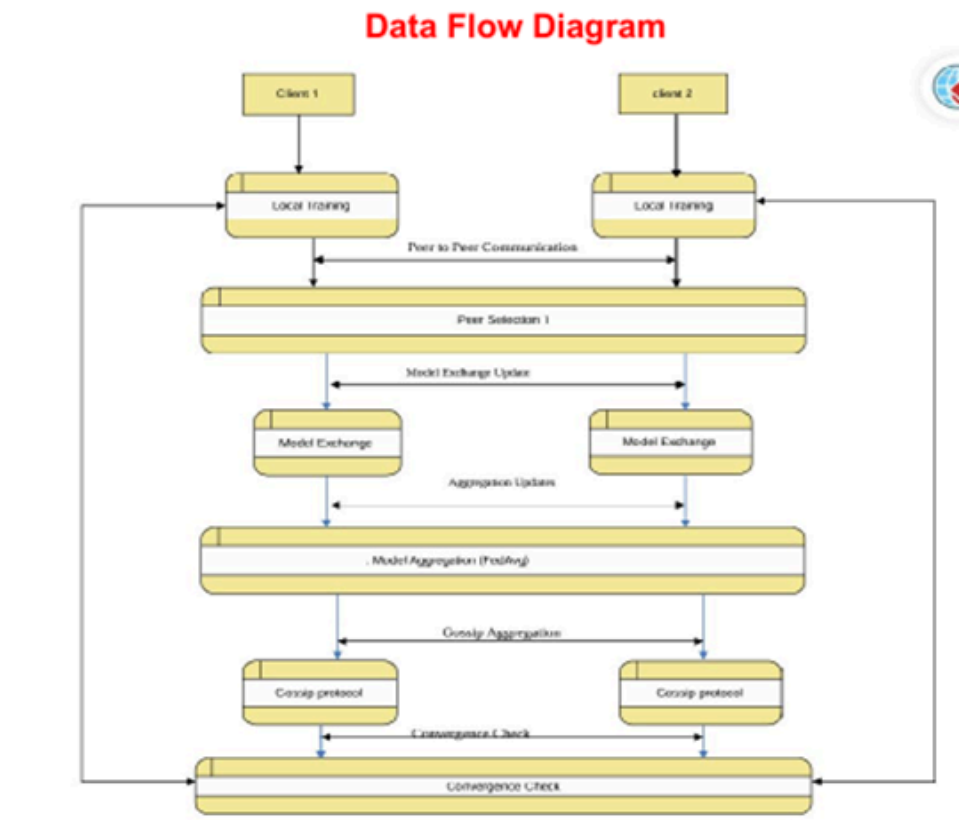 Data Flow Diagram
Client 1
client 2
Local Training
Local Training
Peer to Peer Communication
Peer Selection 1
Model Exchange Update
Model Exchange
Model Exchange
Aggregation Updates
. Model Aggregation (FedAvg)
Gossip Aggregation
Gossip protocol
Gossip protocol
Convergence Check
Convergence Check